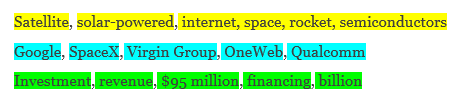 Satellite, solar-powered, internet, space, rocket, semiconductors
Google, SpaceX, Virgin Group, OneWeb, Qualcomm
Investment, revenue, $95 million, financing, billion